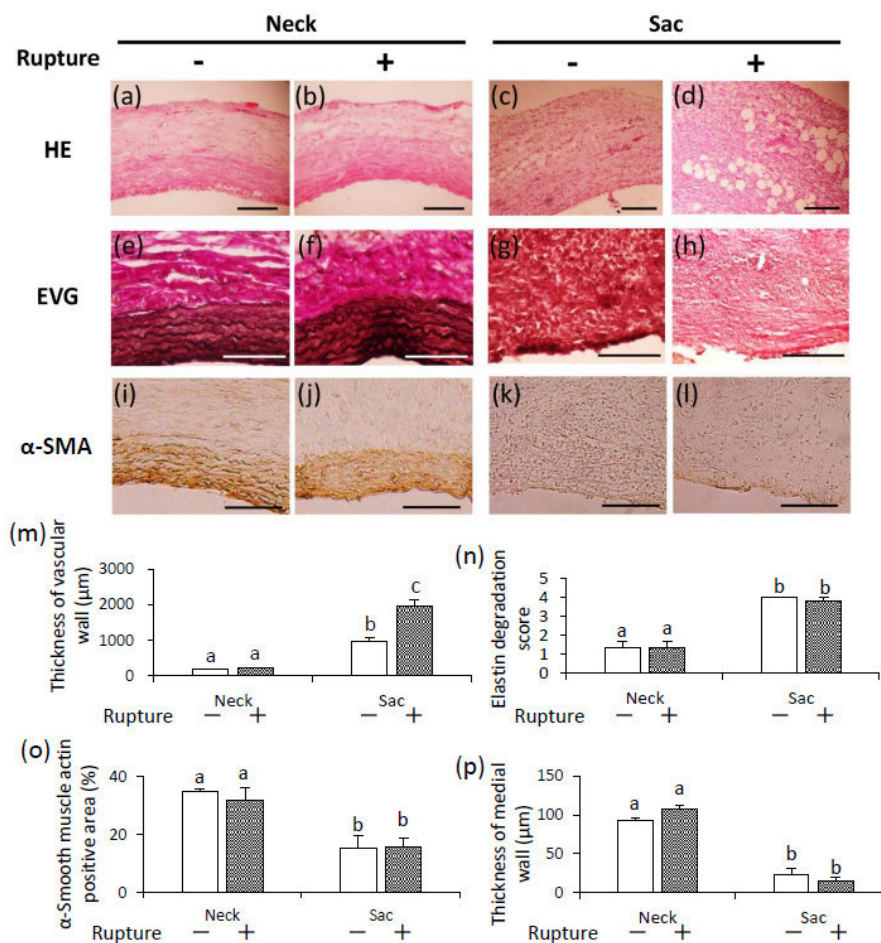 Neck Sac
Rupture - + - +
(a) (b) (c) (d)
HE
(e) (f) (g) (h)
EVG
(i) (j) (k) (l)
α-SMA
(m)
Thickness of vascular
wall (µm)
3000
2000
1000
0
a a b c
Neck Sac
Rupture — + — +
(n)
Elastin degradation
score
5
4
3
2
1
0
a a b b
Neck Sac
Rupture — + — +
(o)
α-Smooth muscle actin
positive area (%)
40
20
0
a a b b
Neck Sac
Rupture — + — +
(p)
Thickness of medial
wall (µm)
150
100
50
0
a a b b
Neck Sac
Rupture — + — +